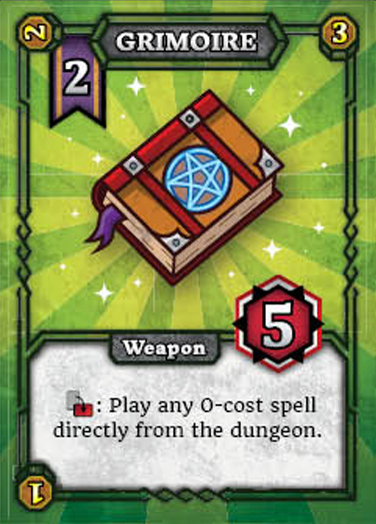 2
GRIMOIRE
3
2
5
Weapon
: Play any 0-cost spell
directly from the dungeon.
1